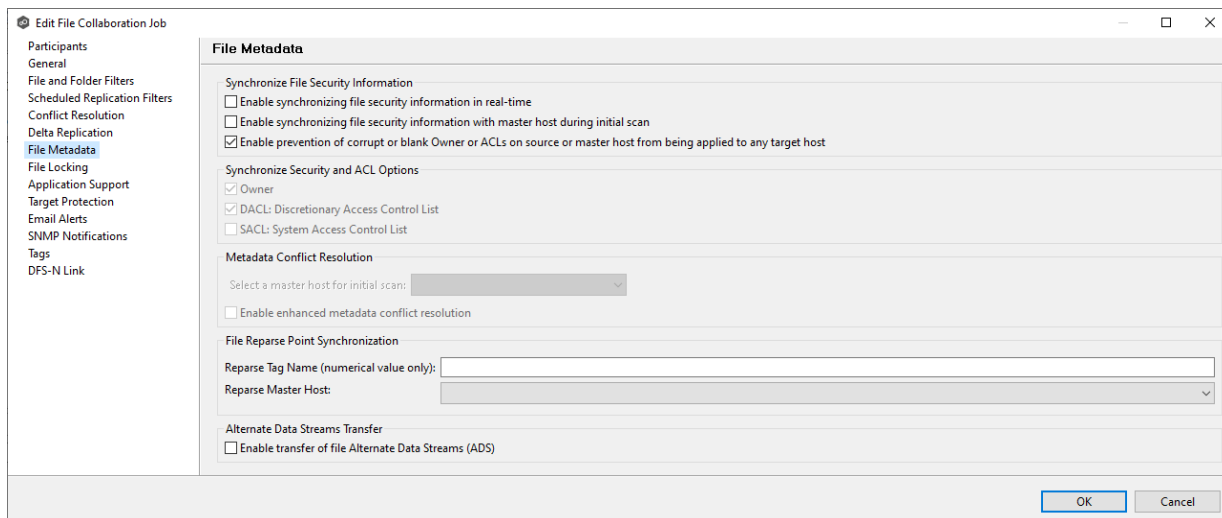 Edit File Collaboration Job
Participants
General
File and Folder Filters
Scheduled Replication Filters
Conflict Resolution
Delta Replication
File Metadata
File Locking
Application Support
Target Protection
Email Alerts
SNMP Notifications
Tags
DFS-N Link
File Metadata
Synchronize File Security Information
Enable synchronizing file security information in real-time
Enable synchronizing file security information with master host during initial scan
Enable prevention of corrupt or blank Owner or ACLs on source or master host from being applied to any target host
Synchronize Security and ACL Options
Owner
DACL: Discretionary Access Control List
SACL: System Access Control List
Metadata Conflict Resolution
Select a master host for initial scan:
Enable enhanced metadata conflict resolution
File Reparse Point Synchronization
Reparse Tag Name (numerical value only):
Reparse Master Host:
Alternate Data Streams Transfer
Enable transfer of file Alternate Data Streams (ADS)
OK
Cancel